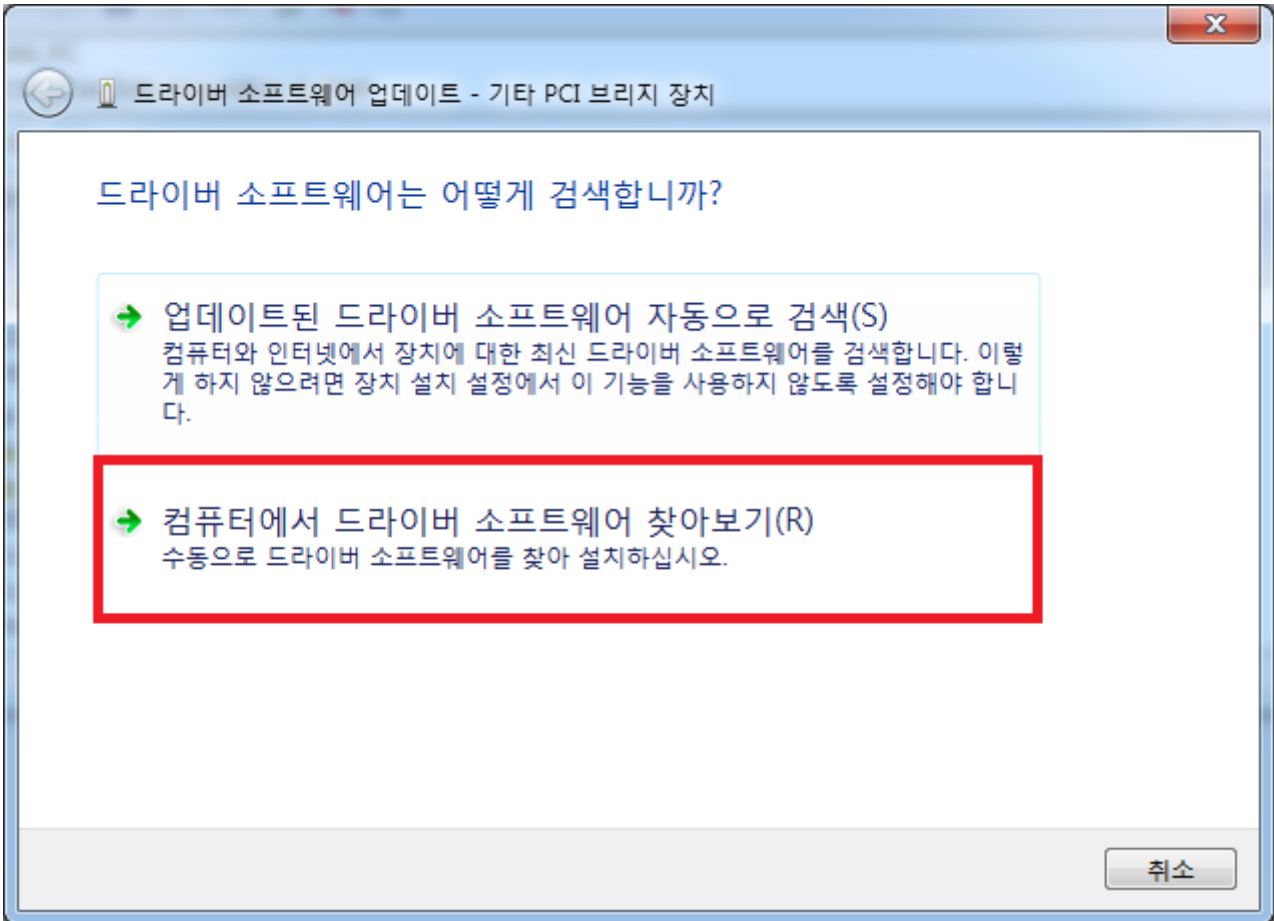 드라이버 소프트웨어 업데이트 - 기타 PCI 브리지 장치
드라이버 소프트웨어는 어떻게 검색합니까?
업데이트된 드라이버 소프트웨어 자동으로 검색(S)
컴퓨터와 인터넷에서 장치에 대한 최신 드라이버 소프트웨어를 검색합니다. 이렇
게 하지 않으려면 장치 설치 설정에서 이 기능을 사용하지 않도록 설정해야 합니
다.
컴퓨터에서 드라이버 소프트웨어 찾아보기(R)
수동으로 드라이버 소프트웨어를 찾아 설치하십시오.
취소